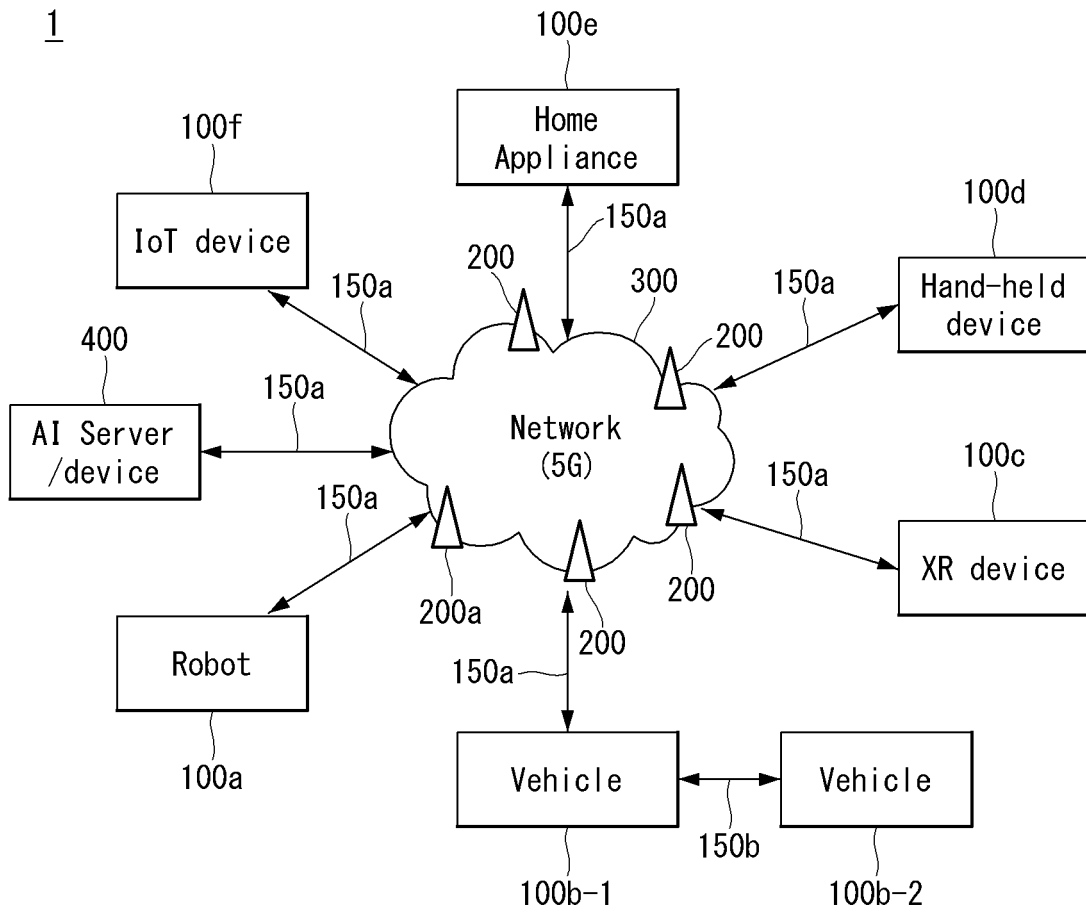 1
100e
Home
Appliance
100f
IoT device
150a
100d
Hand-held
device
200
300
150a
150a
200
400
AI Server
/device
150a
Network
(5G)
100c
XR device
150a
150a
200a
200
200
Robot
100a
150a
Vehicle
Vehicle
150b
100b-1
100b-2